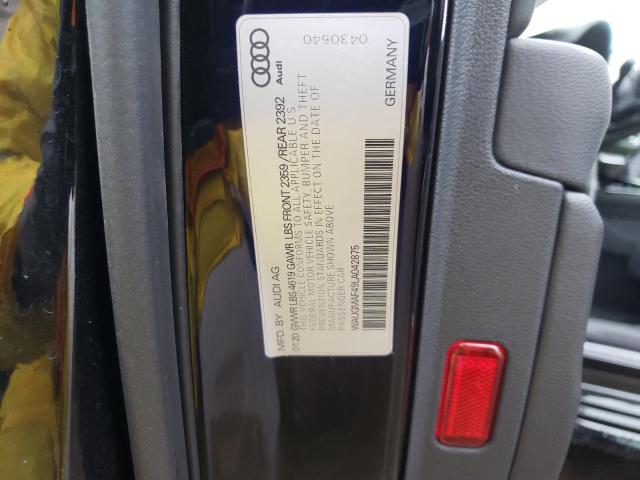 MFD. BY AUDI AG
0120 GVWR LBS 4619 GAWR LBS FRONT 2359 / REAR 2392
THIS VEHICLE CONFORMS TO ALL APPLICABLE U.S.
FEDERAL MOTOR VEHICLE SAFETY, BUMPER AND THEFT
PREVENTION STANDARDS IN EFFECT ON THE DATE OF
MANUFACTURE SHOWN ABOVE
PASSENGER CAR
WAUGMAF49LA042875
GERMANY
Audi
0430540